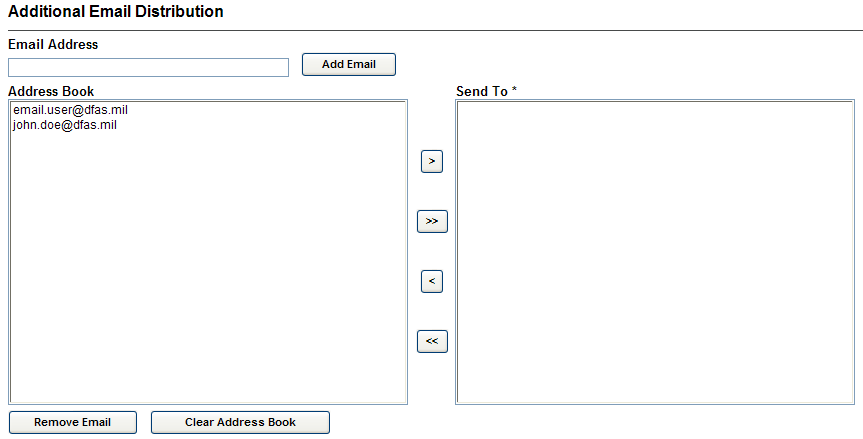 Additional Email Distribution
Email Address
Add Email
Address Book
Send To *
email.user@dfas.mil
john.doe@dfas.mil
>
>>
<
<<
Remove Email
Clear Address Book